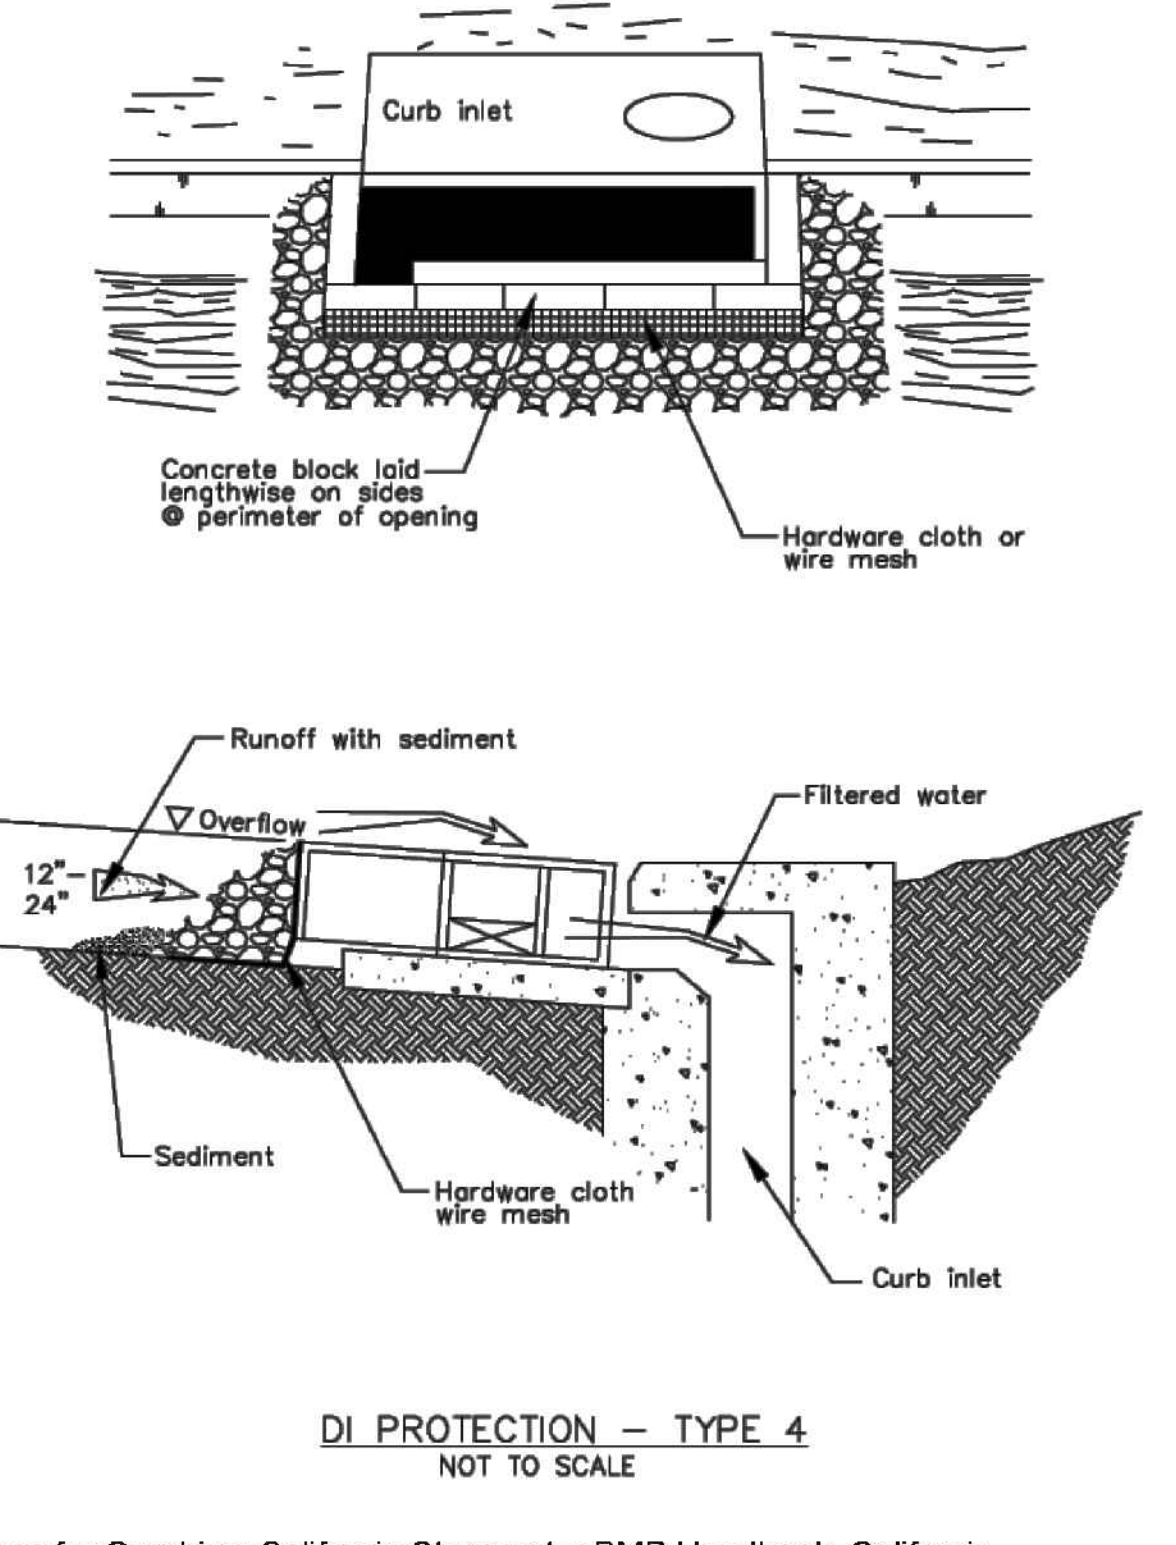 Curb inlet
Concrete block laid
lengthwise on sides
@ perimeter of opening
Hardware cloth or
wire mesh
Runoff with sediment
Overflow
Filtered water
12"-
24"
Sediment
Hardware cloth
wire mesh
Curb inlet
DI PROTECTION – TYPE 4
NOT TO SCALE